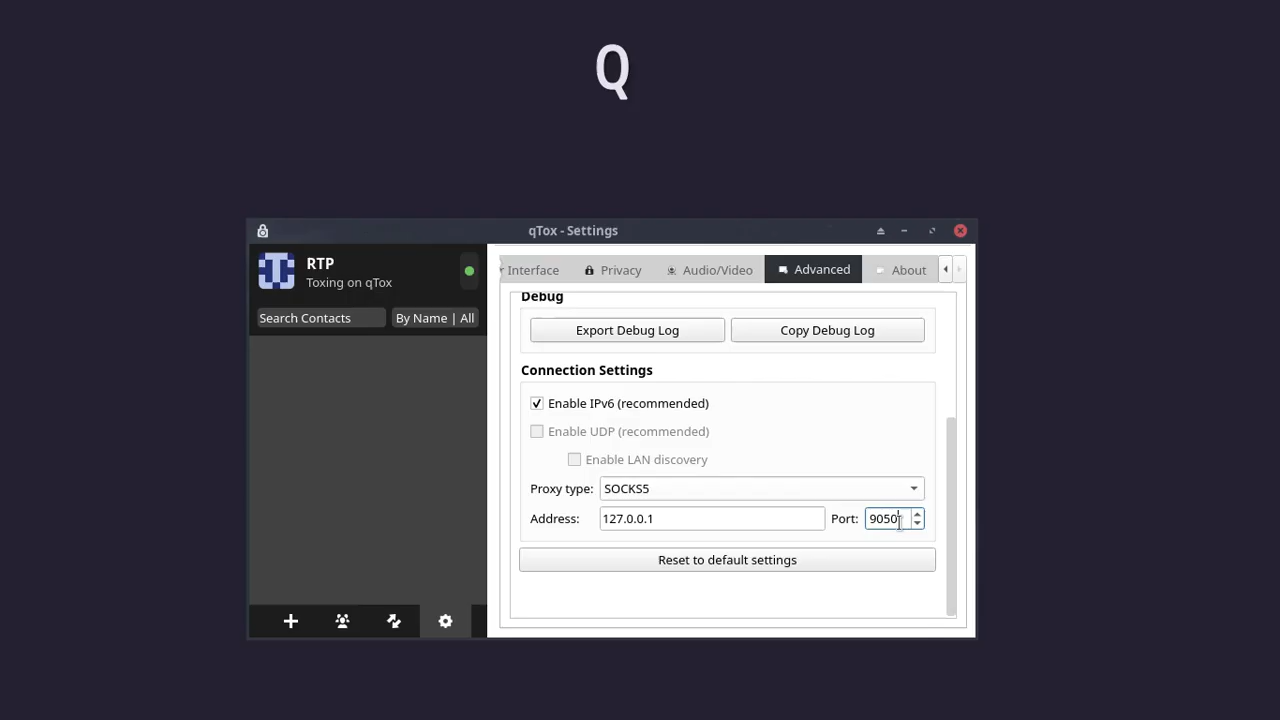 Q
qTox - Settings
RTP
Toxing on qTox
Search Contacts
By Name | All
Interface
Privacy
Audio/Video
Advanced
About
Debug
Export Debug Log
Copy Debug Log
Connection Settings
Enable IPv6 (recommended)
Enable UDP (recommended)
Enable LAN discovery
Proxy type: SOCKS5
Address: 127.0.0.1 Port: 9050
Reset to default settings